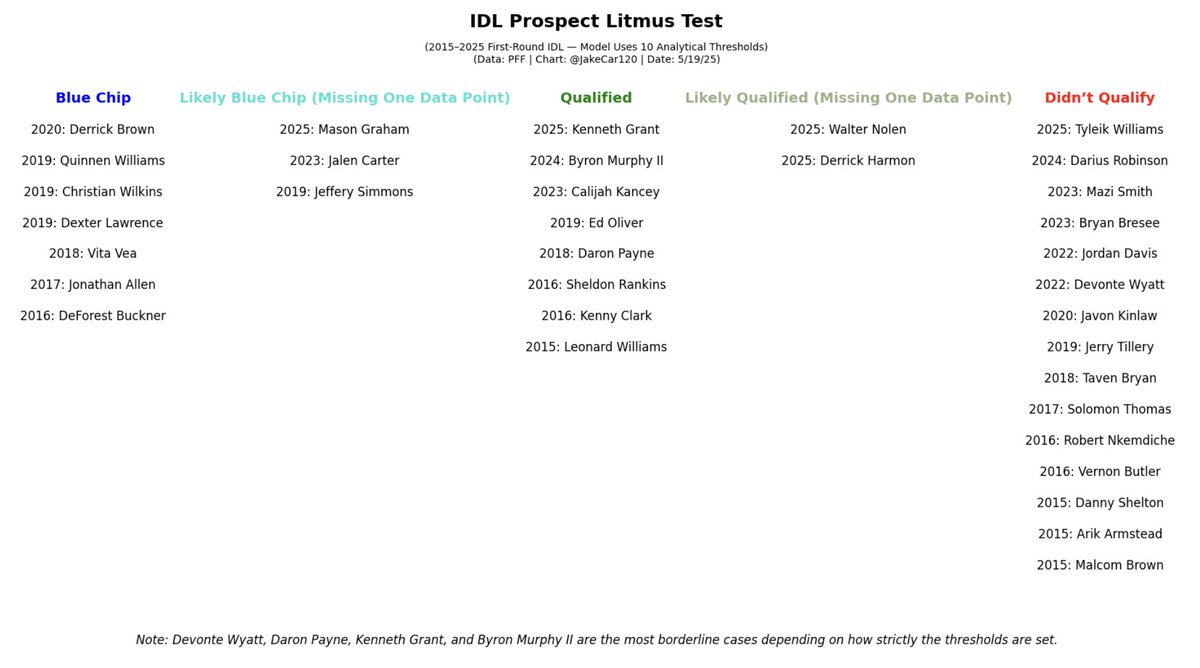 IDL Prospect Litmus Test
(2015–2025 First-Round IDL — Model Uses 10 Analytical Thresholds)
(Data: PFF | Chart: @JakeCar120 | Date: 5/19/25)
Blue Chip
2020: Derrick Brown
2019: Quinnen Williams
2019: Christian Wilkins
2019: Dexter Lawrence
2018: Vita Vea
2017: Jonathan Allen
2016: DeForest Buckner
Likely Blue Chip (Missing One Data Point)
2025: Mason Graham
2023: Jalen Carter
2019: Jeffery Simmons
Qualified
2025: Kenneth Grant
2024: Byron Murphy II
2023: Calijah Kancey
2019: Ed Oliver
2018: Daron Payne
2016: Sheldon Rankins
2016: Kenny Clark
2015: Leonard Williams
Likely Qualified (Missing One Data Point)
2025: Walter Nolen
2025: Derrick Harmon
Didn’t Qualify
2025: Tyleik Williams
2024: Darius Robinson
2023: Mazi Smith
2023: Bryan Bresee
2022: Jordan Davis
2022: Devonte Wyatt
2020: Javon Kinlaw
2019: Jerry Tillery
2018: Taven Bryan
2017: Solomon Thomas
2016: Robert Nkemdiche
2016: Vernon Butler
2015: Danny Shelton
2015: Arik Armstead
2015: Malcom Brown
Note: Devonte Wyatt, Daron Payne, Kenneth Grant, and Byron Murphy II are the most borderline cases depending on how strictly the thresholds are set.